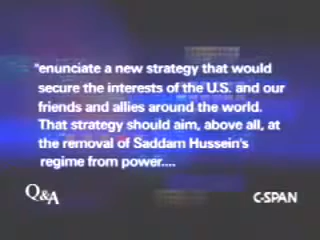 "enunciate a new strategy that would
secure the interests of the U.S. and our
friends and allies around the world.
That strategy should aim, above all, at
the removal of Saddam Hussein's
regime from power....
Q&A
C-SPAN